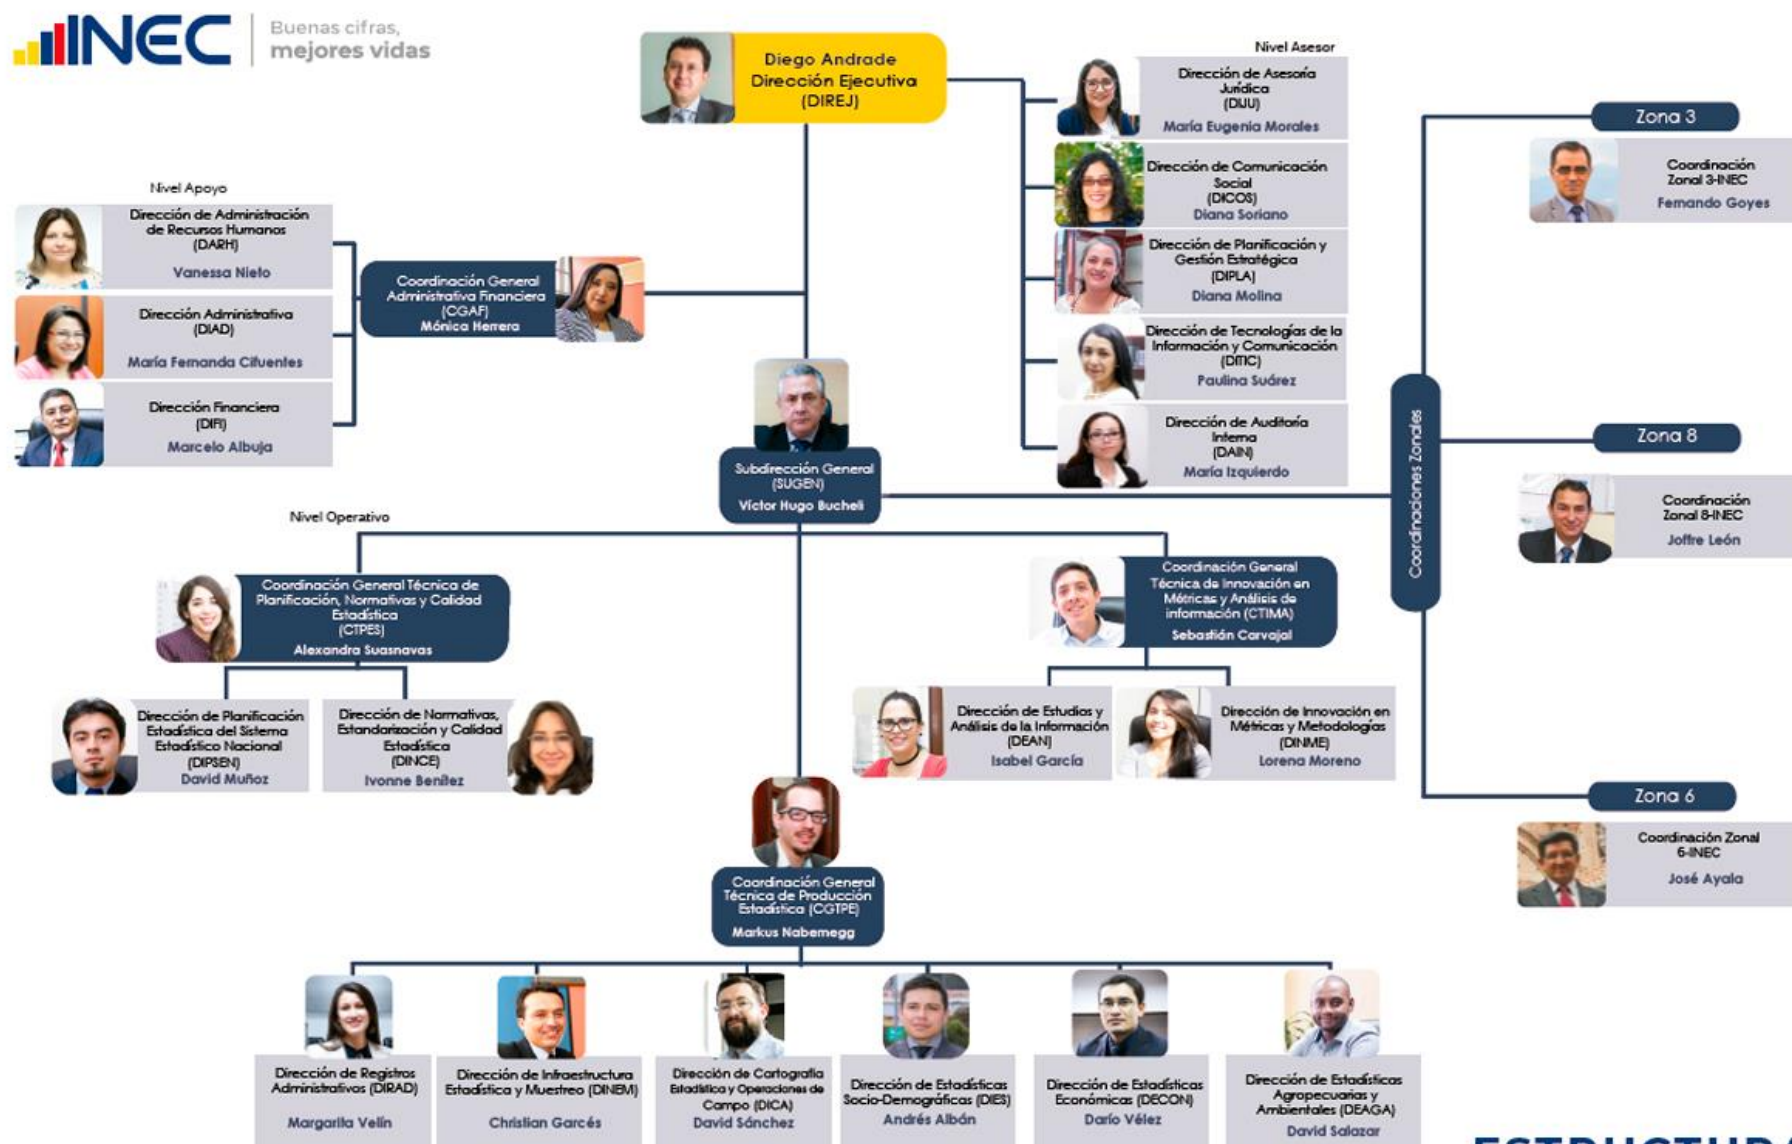 INEC
Buenas cifras,
mejores vidas
Diego Andrade
Dirección Ejecutiva
(DIREJ)
Nivel Asesor
Dirección de Asesoría
Jurídica
(DIJU)
María Eugenia Morales
Dirección de Comunicación
Social
(DICOS)
Diana Soriano
Dirección de Planificación y
Gestión Estratégica
(DIPLA)
Diana Molina
Dirección de Tecnologías de la
Información y Comunicación
(DITIC)
Paulina Suárez
Dirección de Auditoría
Interna
(DAIN)
María Izquierdo
Nivel Apoyo
Dirección de Administración
de Recursos Humanos
(DARH)
Vanessa Nieto
Dirección Administrativa
(DIAD)
María Fernanda Cifuentes
Dirección Financiera
(DIFI)
Marcelo Albuja
Coordinación General
Administrativa Financiera
(CGAF)
Mónica Herrera
Subdirección General
(SUGEN)
Víctor Hugo Bucheli
Coordinaciones Zonales
Zona 3
Coordinación
Zonal 3-INEC
Fernando Goyes
Zona 8
Coordinación
Zonal 8-INEC
Joffre León
Zona 6
Coordinación Zonal
6-INEC
José Ayala
Nivel Operativo
Coordinación General Técnica de
Planificación, Normativas y Calidad
Estadística
(CTPES)
Alexandra Suasnavas
Dirección de Planificación
Estadística del Sistema
Estadístico Nacional
(DIPSEN)
David Muñoz
Dirección de Normativas,
Estandarización y Calidad
Estadística
(DINCE)
Ivonne Benítez
Coordinación General
Técnica de Innovación en
Métricas y Análisis de
información (CTIMA)
Sebastián Carvajal
Dirección de Estudios y
Análisis de la Información
(DEAN)
Isabel García
Dirección de Innovación en
Métricas y Metodologías
(DINME)
Lorena Moreno
Coordinación General
Técnica de Producción
Estadística (CGTPE)
Markus Nabernegg
Dirección de Registros
Administrativos (DIRAD)
Margarita Velín
Dirección de Infraestructura
Estadística y Muestreo (DINEM)
Christian Garcés
Dirección de Cartografía
Estadística y Operaciones de
Campo (DICA)
David Sánchez
Dirección de Estadísticas
Socio-Demográficas (DIES)
Andrés Albán
Dirección de Estadísticas
Económicas (DECON)
Darío Vélez
Dirección de Estadísticas
Agropecuarias y
Ambientales (DEAGA)
David Salazar